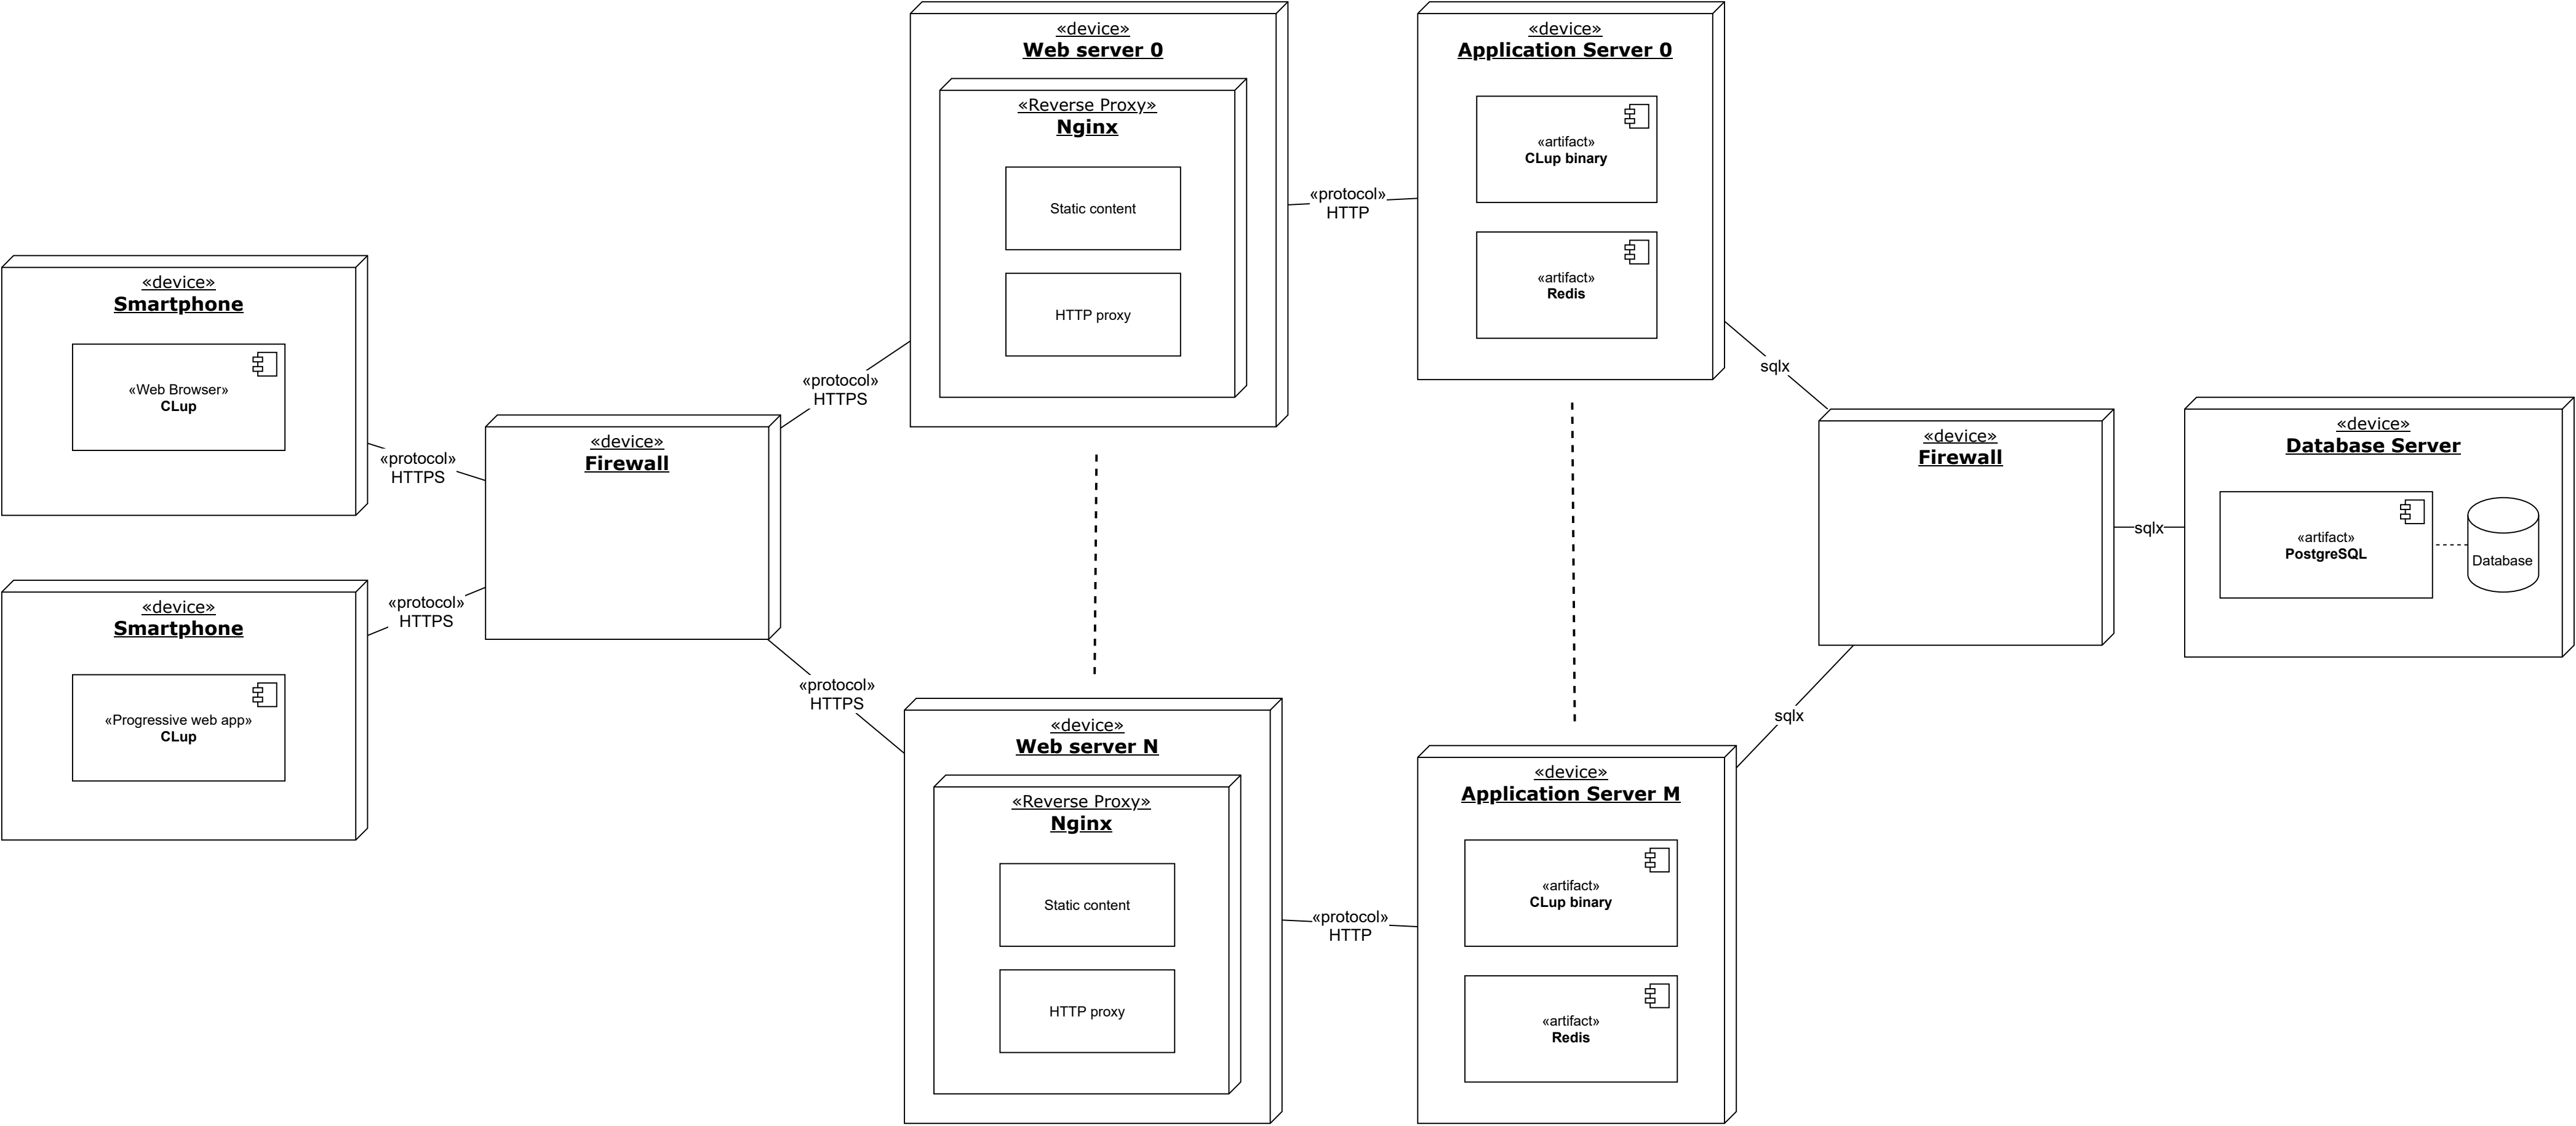 «device»
Smartphone
«Web Browser»
CLup
«protocol»
HTTPS
«device»
Smartphone
«Progressive web app»
CLup
«protocol»
HTTPS
«device»
Firewall
«protocol»
HTTPS
«protocol»
HTTPS
«device»
Web server 0
«Reverse Proxy»
Nginx
Static content
HTTP proxy
«protocol»
HTTP
«device»
Web server N
«Reverse Proxy»
Nginx
Static content
HTTP proxy
«protocol»
HTTP
«device»
Application Server 0
«artifact»
CLup binary
«artifact»
Redis
sqlx
«device»
Application Server M
«artifact»
CLup binary
«artifact»
Redis
sqlx
«device»
Firewall
sqlx
«device»
Database Server
«artifact»
PostgreSQL
Database